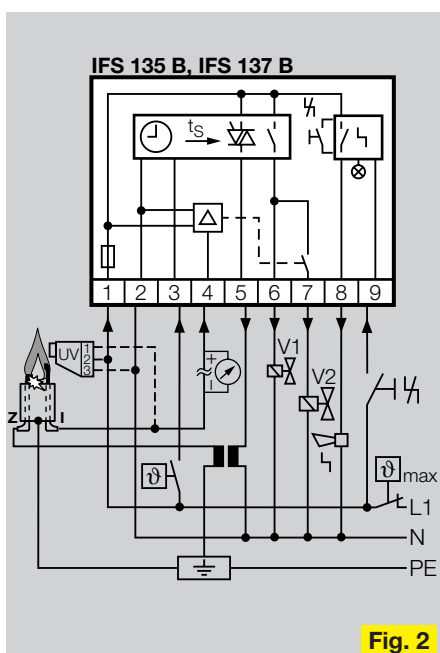 IFS 135 B, IFS 137 B
tS
1 2 3 4 5 6 7 8 9
UV
1
2
3
+
–
V1
V2
Z I
ϑ
ϑ max
L1
N
PE
Fig. 2